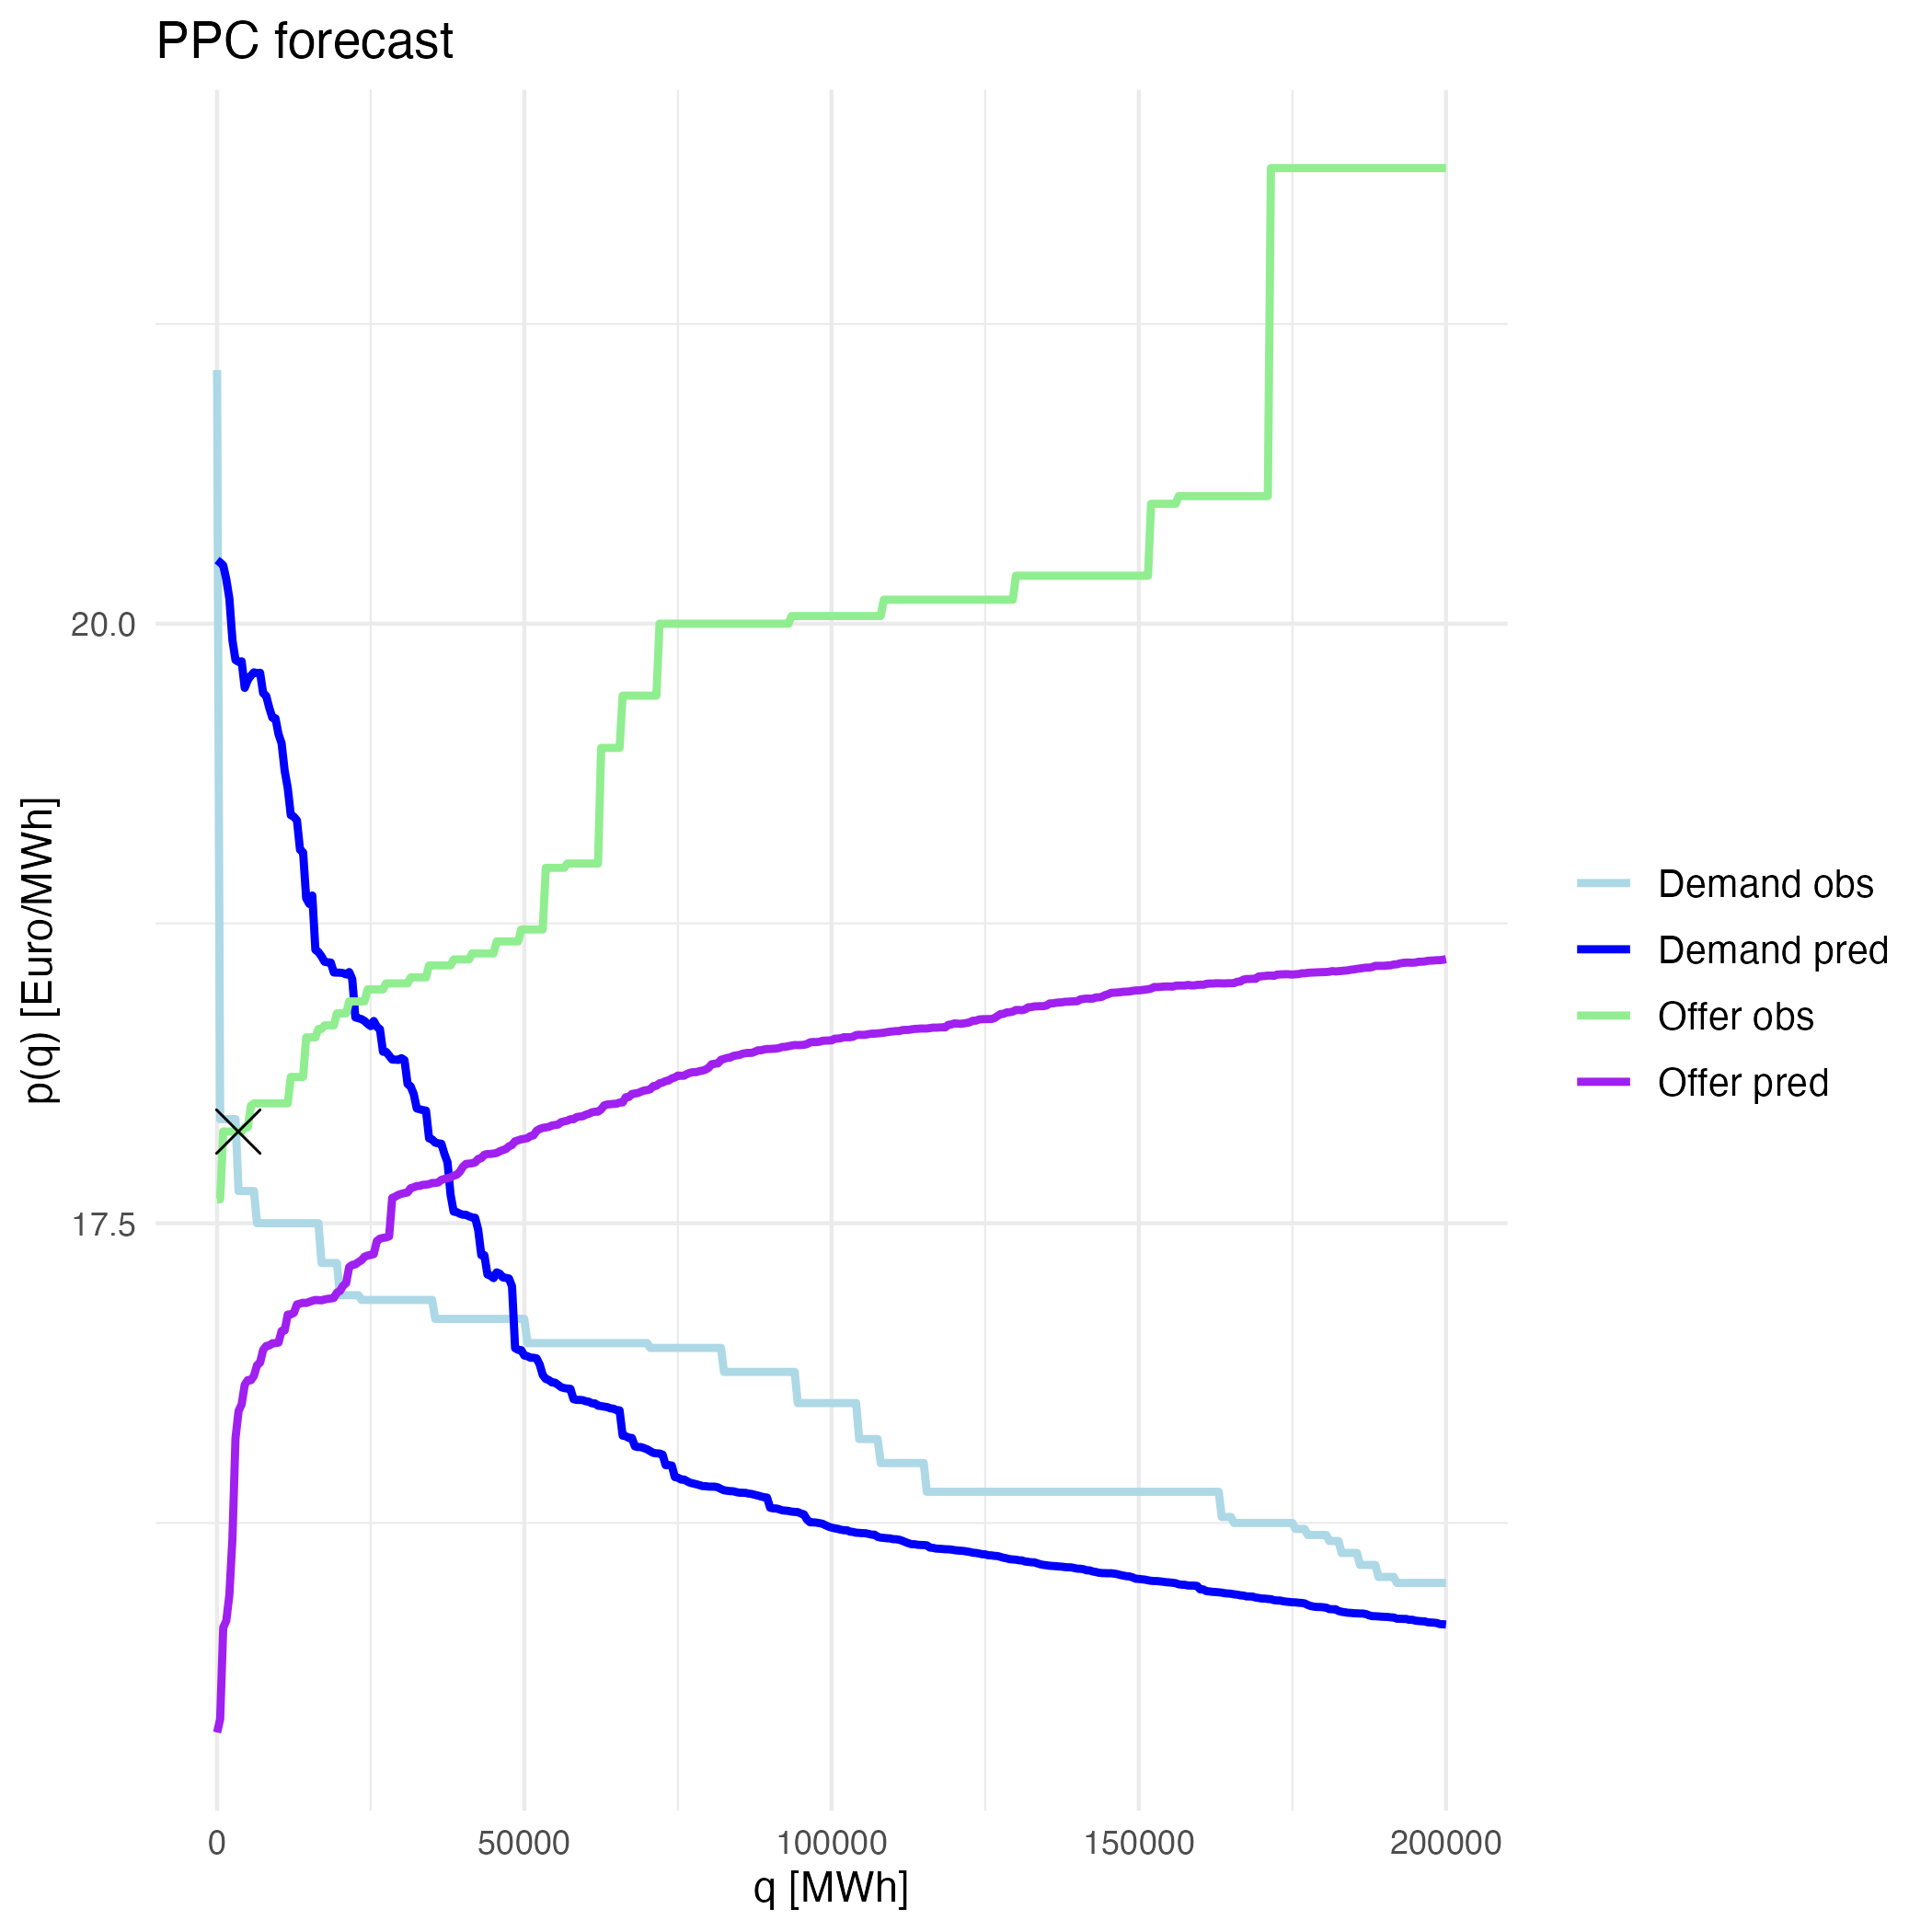 PPC forecast
p(q) [Euro/MWh]
20.0
17.5
0
50000
100000
150000
200000
q [MWh]
Demand obs
Demand pred
Offer obs
Offer pred